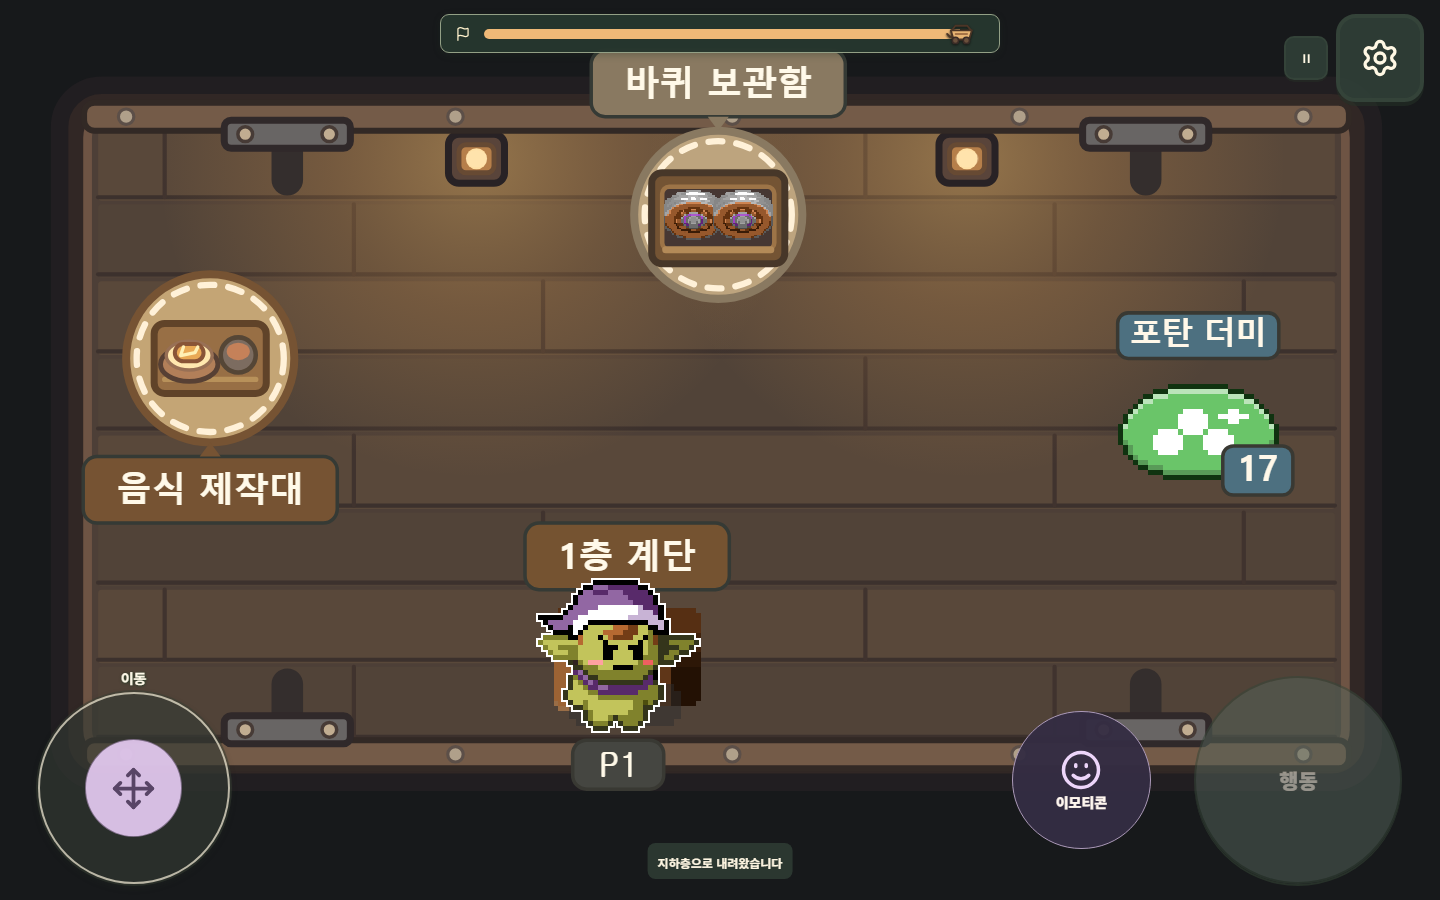 바퀴 보관함
포탄 더미
17
음식 제작대
1층 계단
이동
P1
이모티콘
행동
지하층으로 내려왔습니다